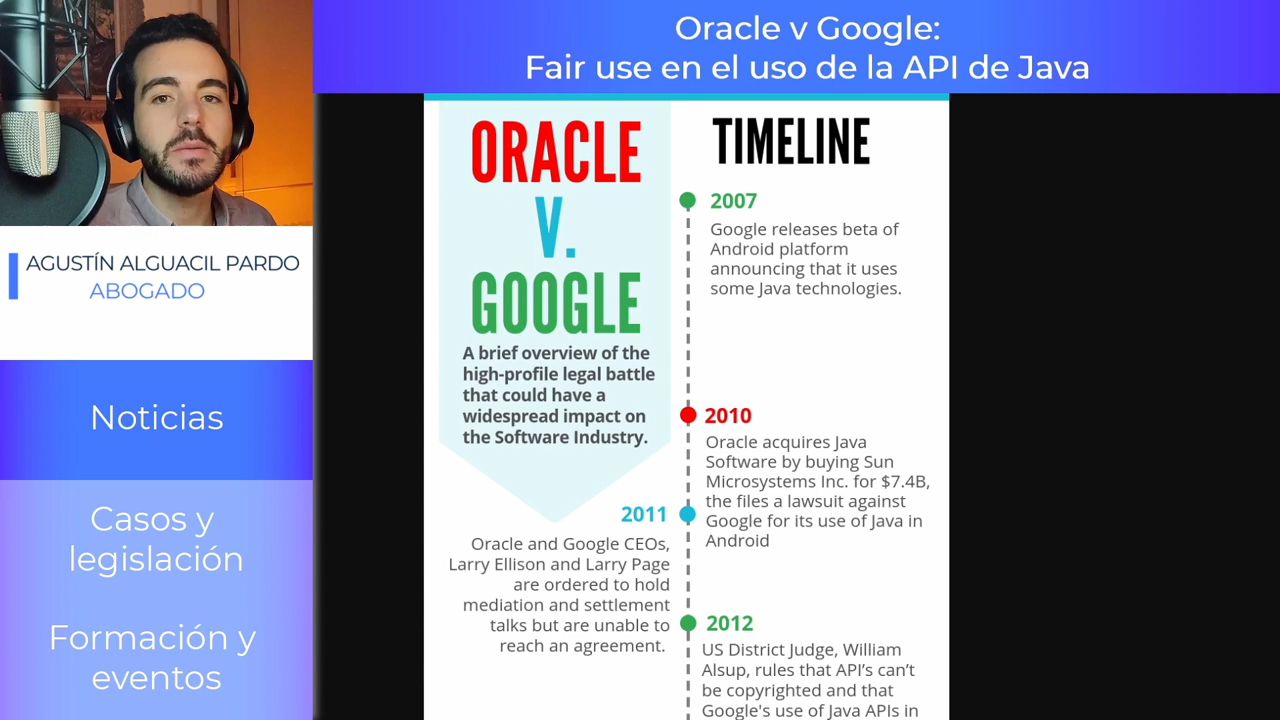 Oracle v Google:
Fair use en el uso de la API de Java
AGUSTÍN ALGUACIL PARDO
ABOGADO
Noticias
Casos y
legislación
Formación y
eventos
ORACLE
V.
GOOGLE
A brief overview of the
high-profile legal battle
that could have a
widespread impact on
the Software Industry.
TIMELINE
2007
Google releases beta of
Android platform
announcing that it uses
some Java technologies.
2010
Oracle acquires Java
Software by buying Sun
Microsystems Inc. for $7.4B,
the files a lawsuit against
Google for its use of Java in
Android
2011
Oracle and Google CEOs,
Larry Ellison and Larry Page
are ordered to hold
mediation and settlement
talks but are unable to
reach an agreement.
2012
US District Judge, William
Alsup, rules that API’s can’t
be copyrighted and that
Google's use of Java APIs in